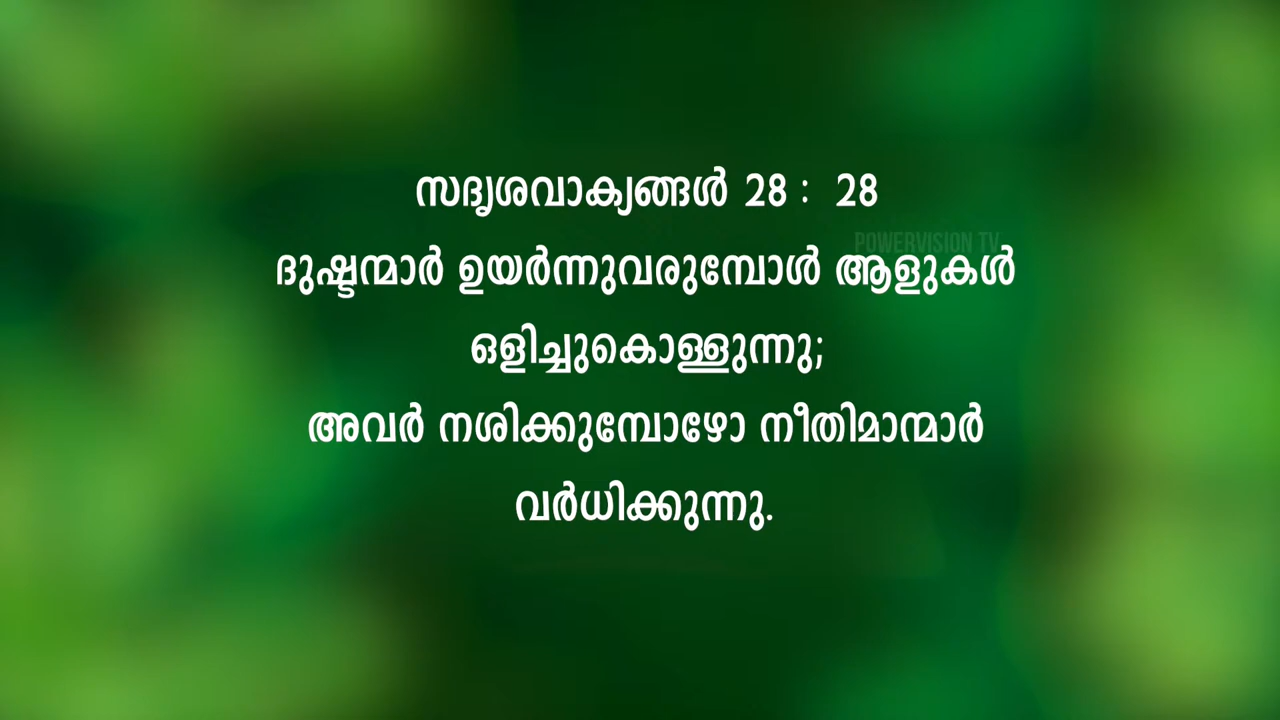 സദൃശവാക്യങ്ങൾ 28 : 28
POWERVISION TV
ദുഷ്ടന്മാർ ഉയർന്നുവരുമ്പോൾ ആളുകൾ
ഒളിച്ചുകൊള്ളുന്നു;
അവർ നശിക്കുമ്പോഴോ നീതിമാന്മാർ
വർധിക്കുന്നു.